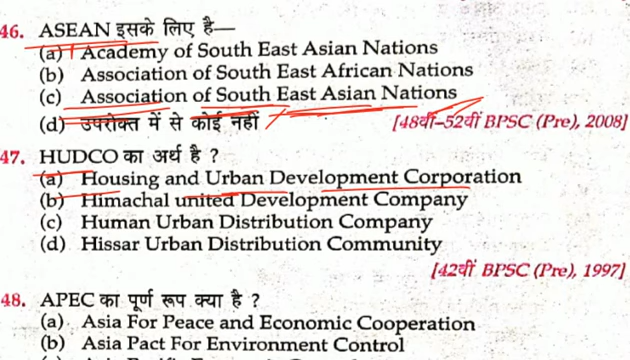 46. ASEAN इसके लिए है—
(a) Academy of South East Asian Nations
(b) Association of South East African Nations
(c) Association of South East Asian Nations
(d) उपरोक्त में से कोई नहीं [48वीं–52वीं BPSC (Pre), 2008]
47. HUDCO का अर्थ है ?
(a) Housing and Urban Development Corporation
(b) Himachal united Development Company
(c) Human Urban Distribution Company
(d) Hissar Urban Distribution Community
[42वीं BPSC (Pre), 1997]
48. APEC का पूर्ण रूप क्या है ?
(a) Asia For Peace and Economic Cooperation
(b) Asia Pact For Environment Control